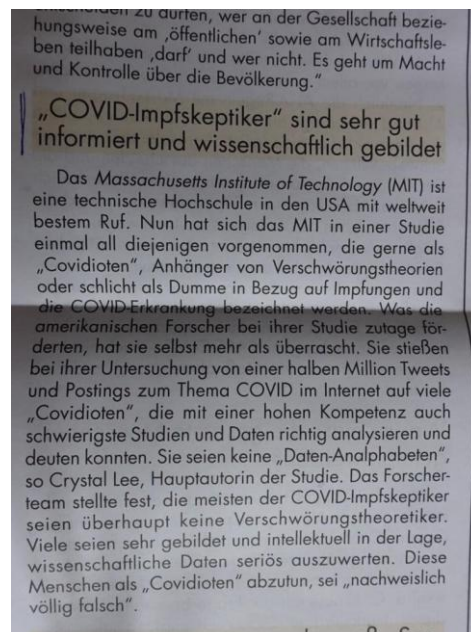 entscheiden zu dürfen, wer an der Gesellschaft bezie-
hungsweise am ‚öffentlichen' sowie am Wirtschaftsle-
ben teilhaben ‚darf' und wer nicht. Es geht um Macht
und Kontrolle über die Bevölkerung."
„COVID-Impfskeptiker" sind sehr gut
informiert und wissenschaftlich gebildet
Das Massachusetts Institute of Technology (MIT) ist
eine technische Hochschule in den USA mit weltweit
bestem Ruf. Nun hat sich das MIT in einer Studie
einmal all diejenigen vorgenommen, die gerne als
„Covidioten", Anhänger von Verschwörungstheorien
oder schlicht als Dumme in Bezug auf Impfungen und
die COVID-Erkrankung bezeichnet werden. Was die
amerikanischen Forscher bei ihrer Studie zutage för-
derten, hat sie selbst mehr als überrascht. Sie stießen
bei ihrer Untersuchung von einer halben Million Tweets
und Postings zum Thema COVID im Internet auf viele
„Covidioten", die mit einer hohen Kompetenz auch
schwierigste Studien und Daten richtig analysieren und
deuten konnten. Sie seien keine „Daten-Analphabeten",
so Crystal Lee, Hauptautorin der Studie. Das Forscher-
team stellte fest, die meisten der COVID-Impfskeptiker
seien überhaupt keine Verschwörungstheoretiker.
Viele seien sehr gebildet und intellektuell in der Lage,
wissenschaftliche Daten seriös auszuwerten. Diese
Menschen als „Covidioten" abzutun, sei „nachweislich
völlig falsch".